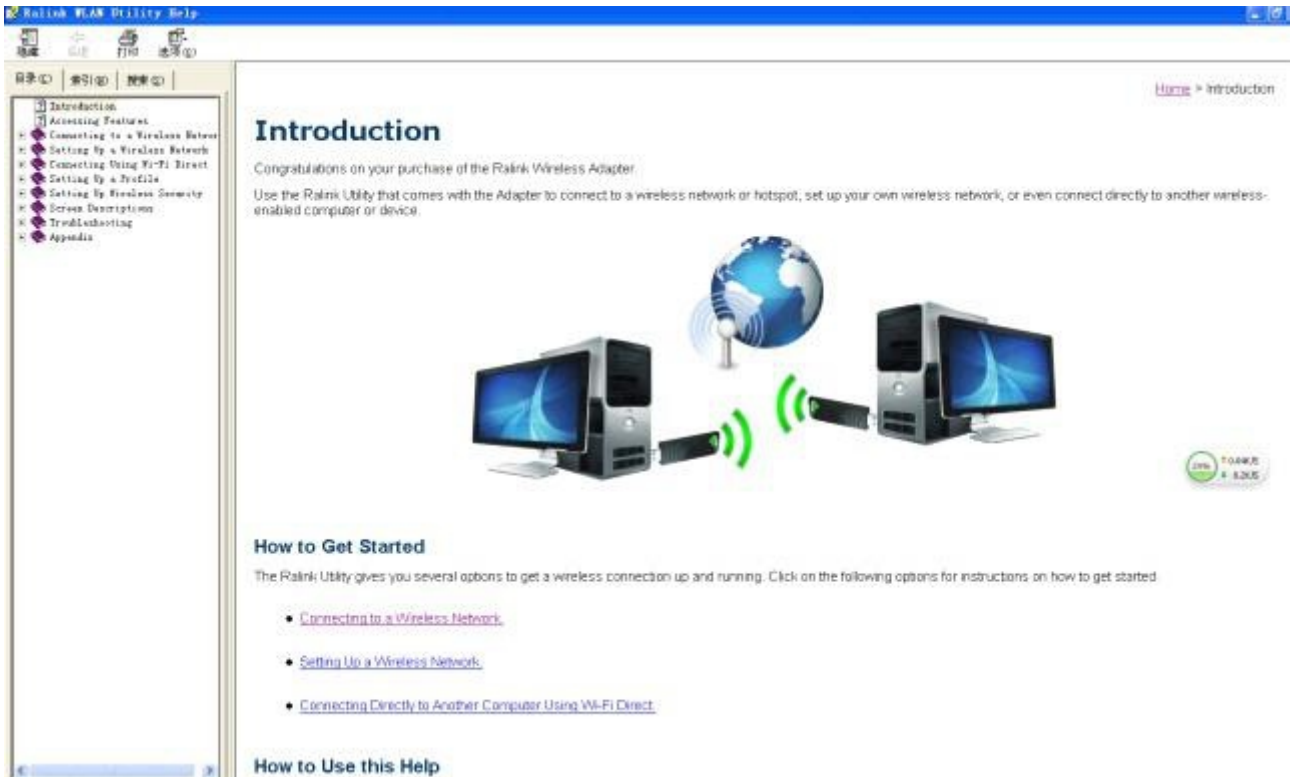 Ralink WLAN Utility Help
隐藏 后退 打印 选项(O)
目录(C) 索引(N) 搜索(S)
Introduction
Accessing Features
Connecting to a Wireless Networ
Setting Up a Wireless Network
Connecting Using Wi-Fi Direct
Setting Up a Profile
Setting Up Wireless Security
Screen Descriptions
Troubleshooting
Appendix
Home > Introduction
Introduction
Congratulations on your purchase of the Ralink Wireless Adapter.
Use the Ralink Utility that comes with the Adapter to connect to a wireless network or hotspot, set up your own wireless network, or even connect directly to another wireless-
enabled computer or device.
How to Get Started
The Ralink Utility gives you several options to get a wireless connection up and running. Click on the following options for instructions on how to get started.
Connecting to a Wireless Network.
Setting Up a Wireless Network.
Connecting Directly to Another Computer Using Wi-Fi Direct.
How to Use this Help